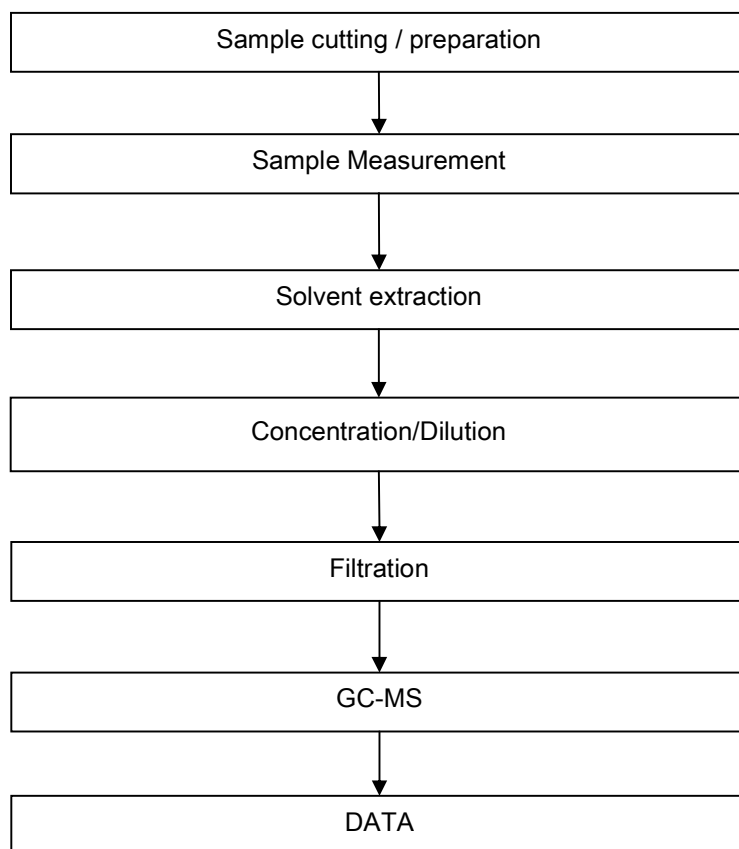 Sample cutting / preparation
Sample Measurement
Solvent extraction
Concentration/Dilution
Filtration
GC-MS
DATA